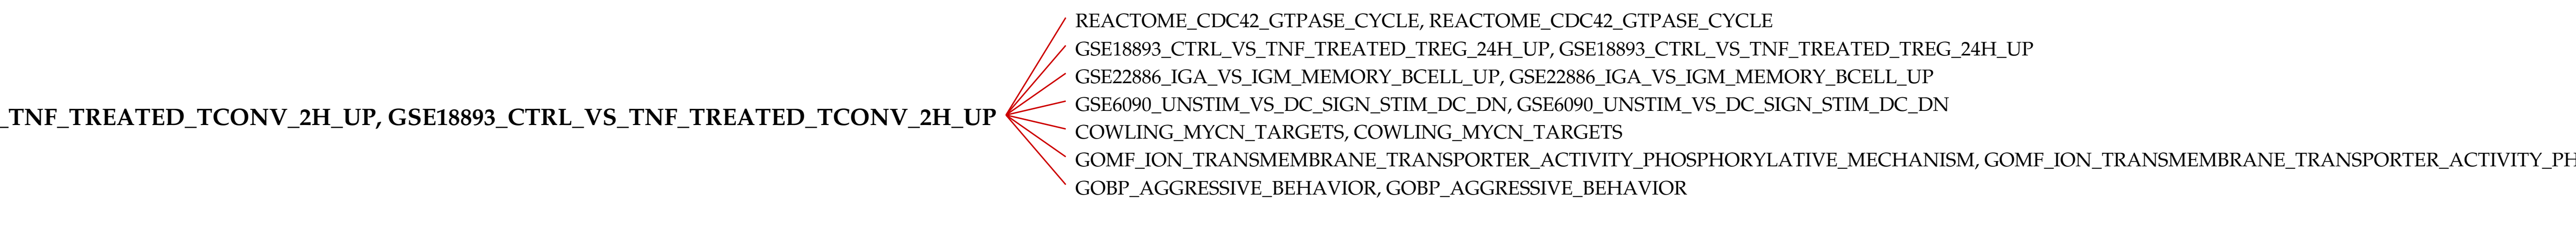 REACTOME_CDC42_GTPASE_CYCLE, REACTOME_CDC42_GTPASE_CYCLE
GSE18893_CTRL_VS_TNF_TREATED_TREG_24H_UP, GSE18893_CTRL_VS_TNF_TREATED_TREG_24H_UP
GSE22886_IGA_VS_IGM_MEMORY_BCELL_UP, GSE22886_IGA_VS_IGM_MEMORY_BCELL_UP
GSE6090_UNSTIM_VS_DC_SIGN_STIM_DC_DN, GSE6090_UNSTIM_VS_DC_SIGN_STIM_DC_DN
_TNF_TREATED_TCONV_2H_UP, GSE18893_CTRL_VS_TNF_TREATED_TCONV_2H_UP
COWLING_MYCN_TARGETS, COWLING_MYCN_TARGETS
GOMF_ION_TRANSMEMBRANE_TRANSPORTER_ACTIVITY_PHOSPHORYLATIVE_MECHANISM, GOMF_ION_TRANSMEMBRANE_TRANSPORTER_ACTIVITY_PH
GOBP_AGGRESSIVE_BEHAVIOR, GOBP_AGGRESSIVE_BEHAVIOR